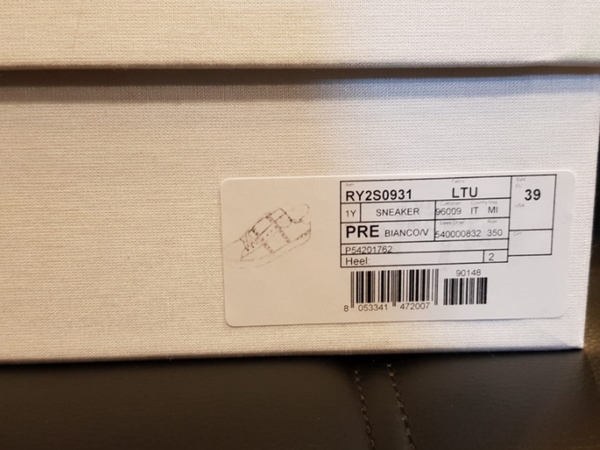 RY2S0931 LTU 39
1Y SNEAKER 96009 IT MI
PRE BIANCO/V 540000832 350
P54201762
Heel: 2
90148
8 053341 472007